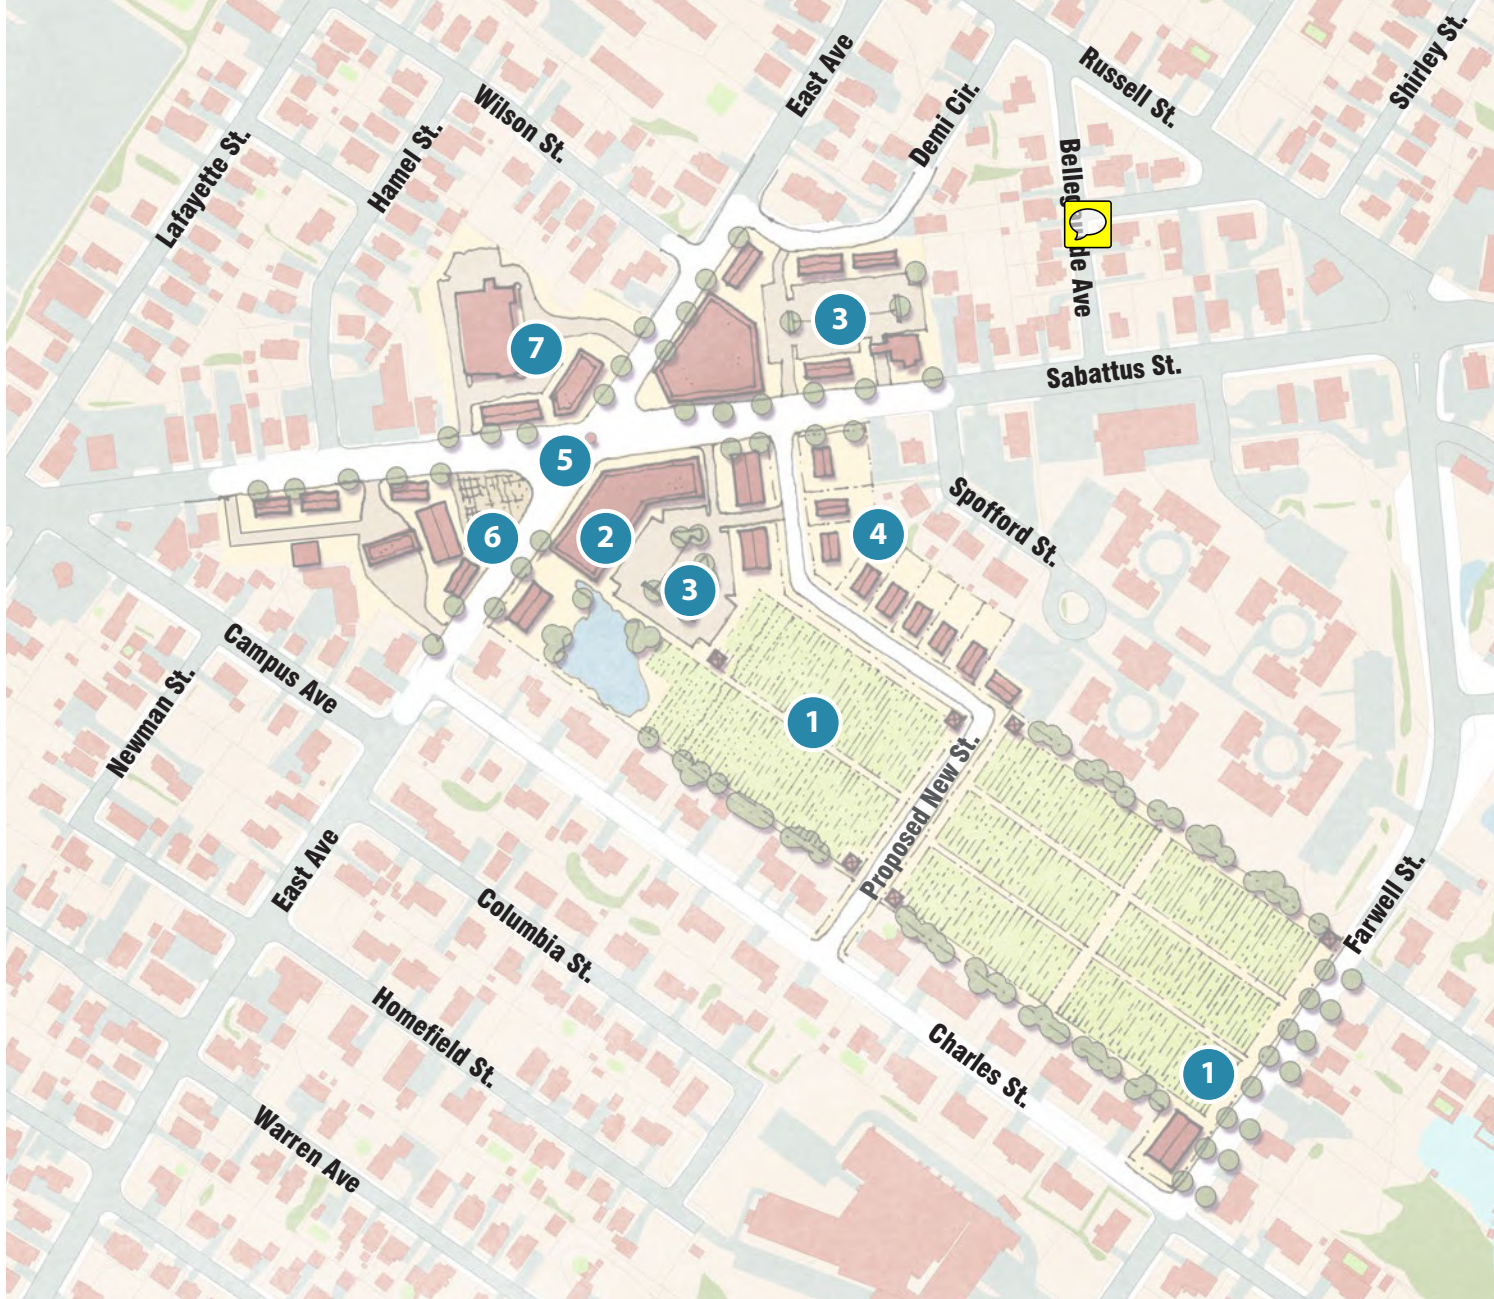 East Ave
Russell St.
Shirley St.
Wilson St.
Demi Cir.
Lafayette St.
Hamel St.
3
7
Sabattus St.
5
Spofford St.
6
2
4
3
Campus Ave
Newman St.
1
Proposed New St.
East Ave
Columbia St.
Farwell St.
Homefield St.
Charles St.
1
Warren Ave